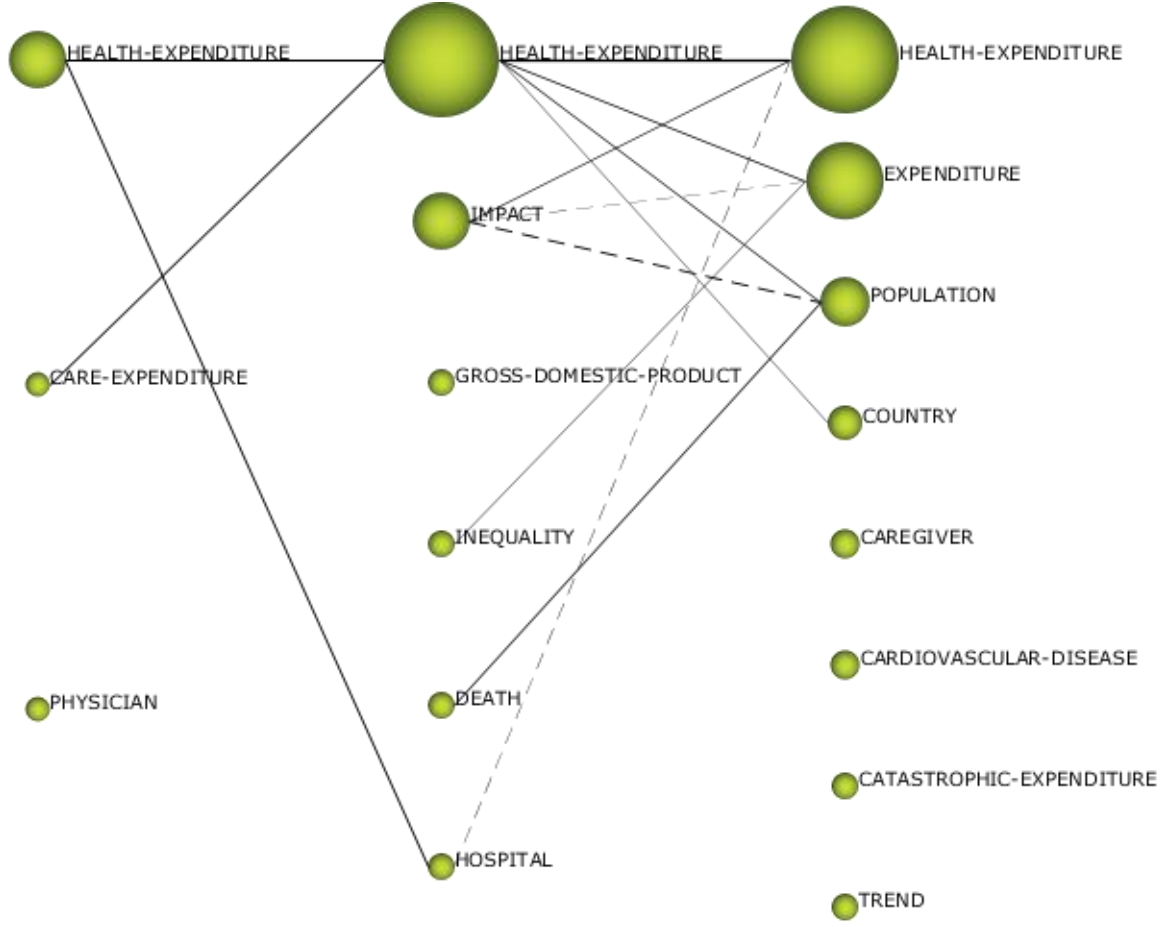 HEALTH-EXPENDITURE
CARE-EXPENDITURE
PHYSICIAN
HEALTH-EXPENDITURE
IMPACT
GROSS-DOMESTIC-PRODUCT
INEQUALITY
DEATH
HOSPITAL
HEALTH-EXPENDITURE
EXPENDITURE
POPULATION
COUNTRY
CAREGIVER
CARDIOVASCULAR-DISEASE
CATASTROPHIC-EXPENDITURE
TREND